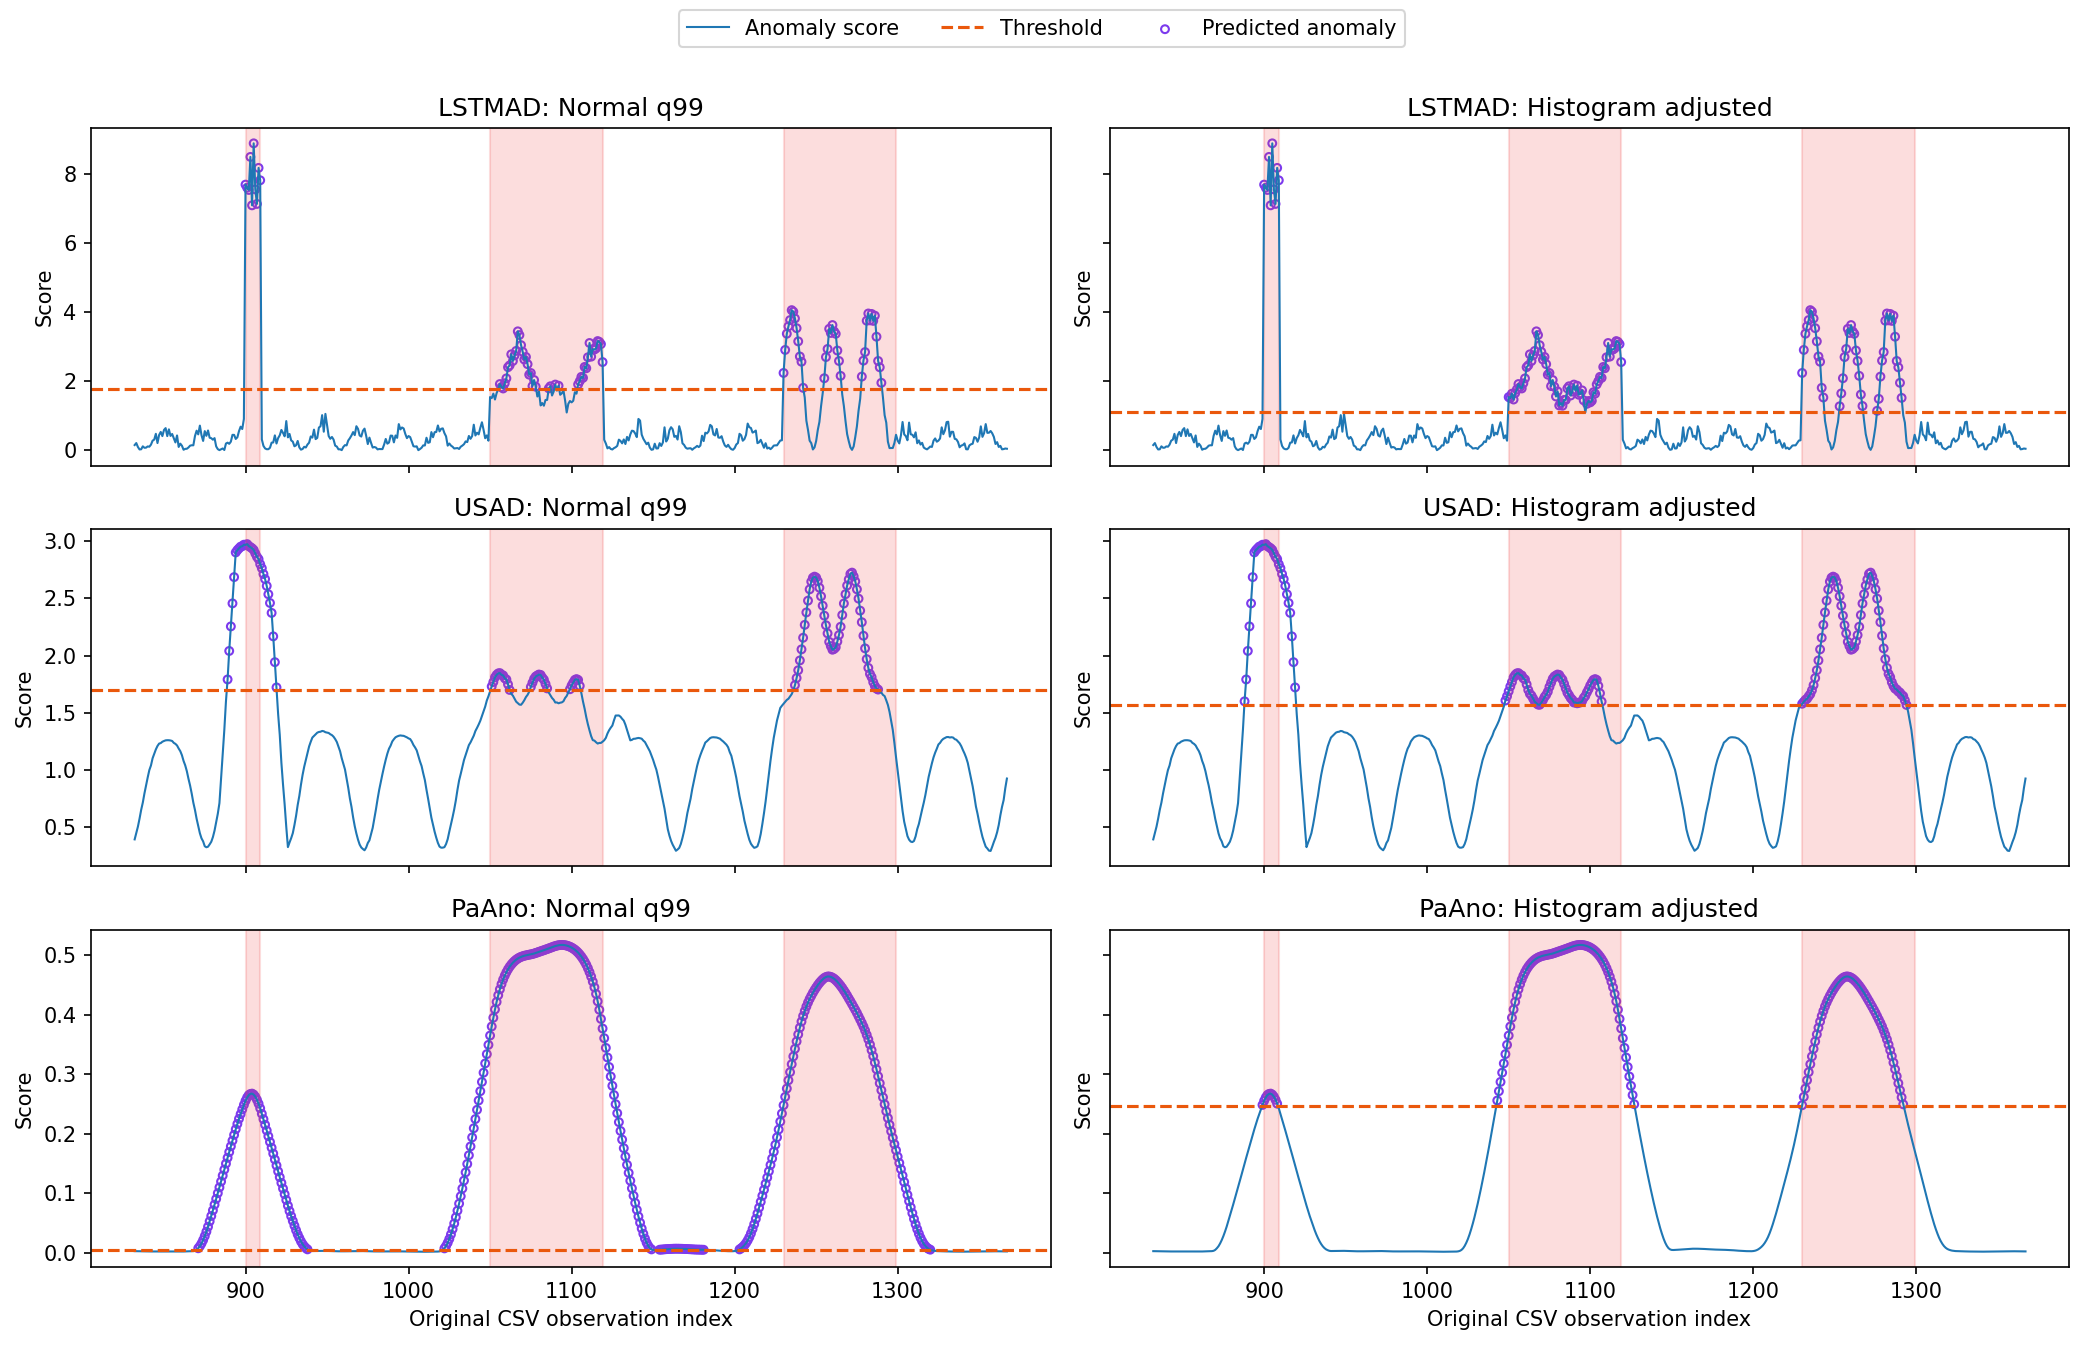 Anomaly score Threshold Predicted anomaly
LSTMAD: Normal q99
Score
8
6
4
2
0
LSTMAD: Histogram adjusted
Score
USAD: Normal q99
Score
3.0
2.5
2.0
1.5
1.0
0.5
USAD: Histogram adjusted
Score
PaAno: Normal q99
Score
0.5
0.4
0.3
0.2
0.1
0.0
900 1000 1100 1200 1300
Original CSV observation index
PaAno: Histogram adjusted
Score
900 1000 1100 1200 1300
Original CSV observation index